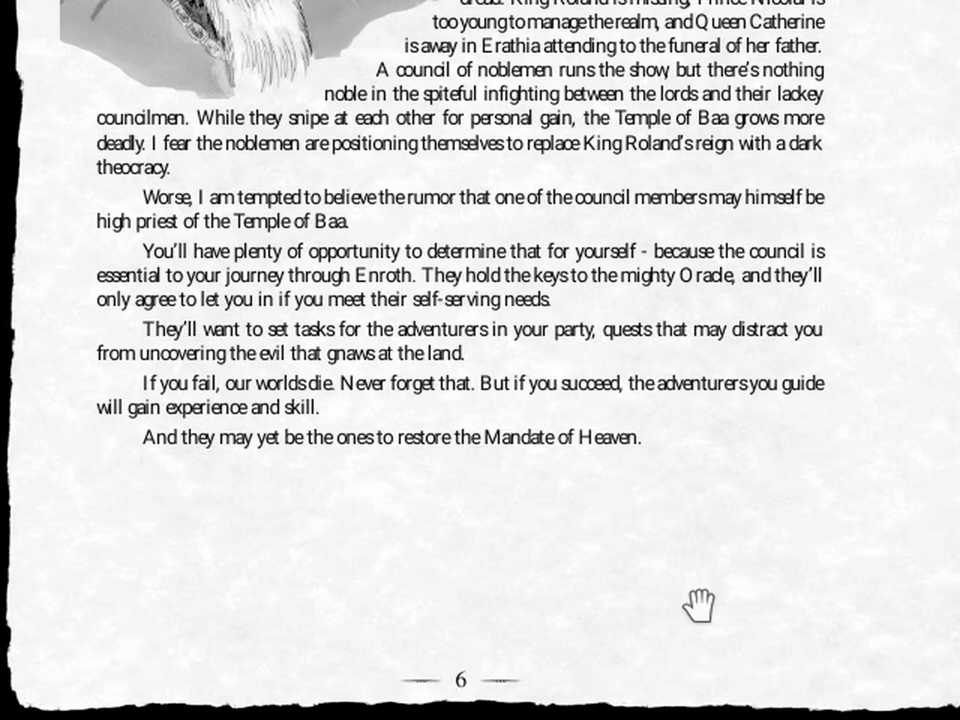 dread. King Roland is missing, Prince Nicolai is
too young to manage the realm, and Queen Catherine
is away in Erathia attending to the funeral of her father.
A council of noblemen runs the show, but there's nothing
noble in the spiteful infighting between the lords and their lackey
councilmen. While they snipe at each other for personal gain, the Temple of Baa grows more
deadly. I fear the noblemen are positioning themselves to replace King Roland's reign with a dark
theocracy.
Worse, I am tempted to believe the rumor that one of the council members may himself be
high priest of the Temple of Baa.
You'll have plenty of opportunity to determine that for yourself - because the council is
essential to your journey through Enroth. They hold the keys to the mighty Oracle, and they'll
only agree to let you in if you meet their self-serving needs.
They'll want to set tasks for the adventurers in your party, quests that may distract you
from uncovering the evil that gnaws at the land.
If you fail, our worlds die. Never forget that. But if you succeed, the adventurers you guide
will gain experience and skill.
And they may yet be the ones to restore the Mandate of Heaven.
6